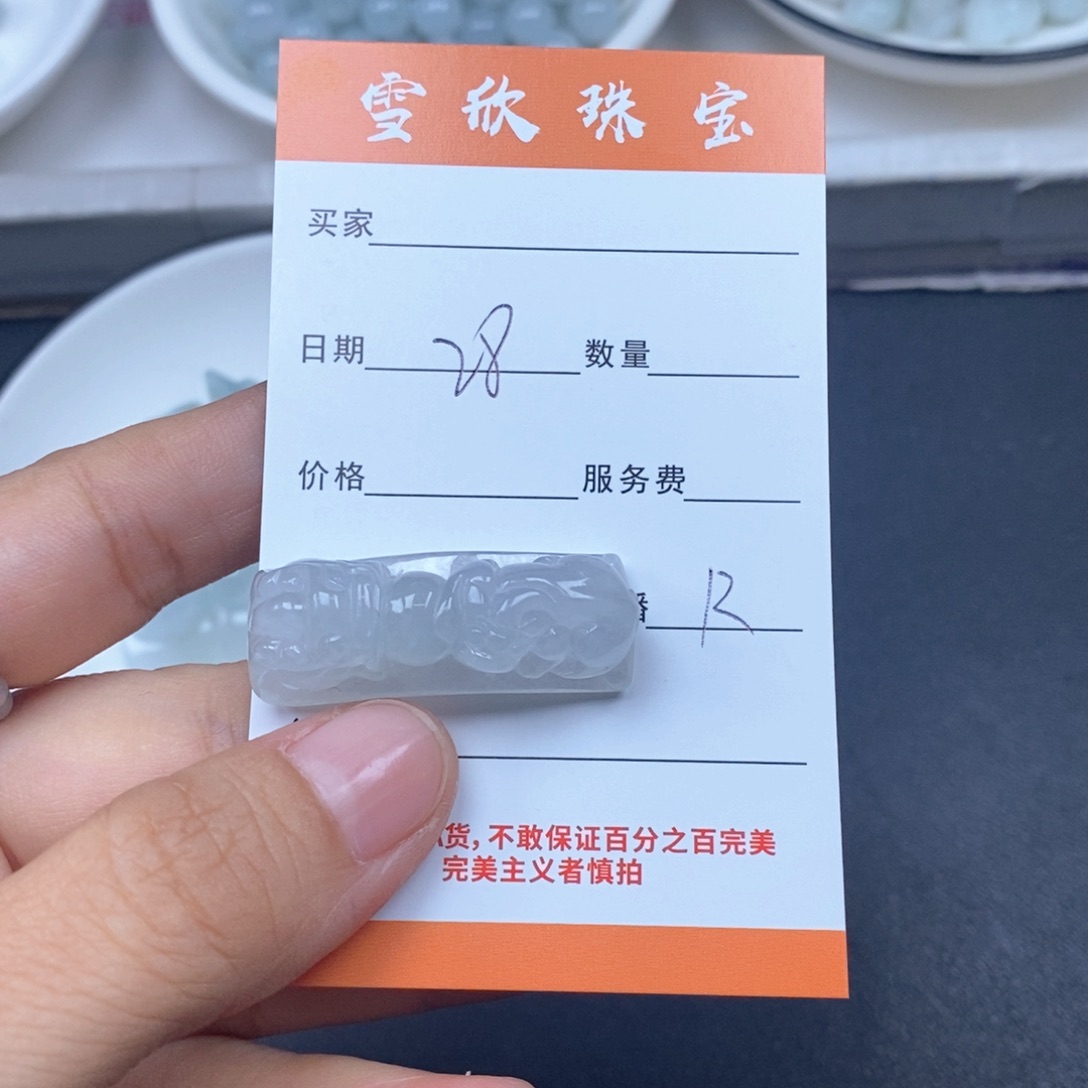 雪欣珠宝
买家
日期 28 数量
价格 服务费
播 R
货,不敢保证百分之百完美
完美主义者慎拍